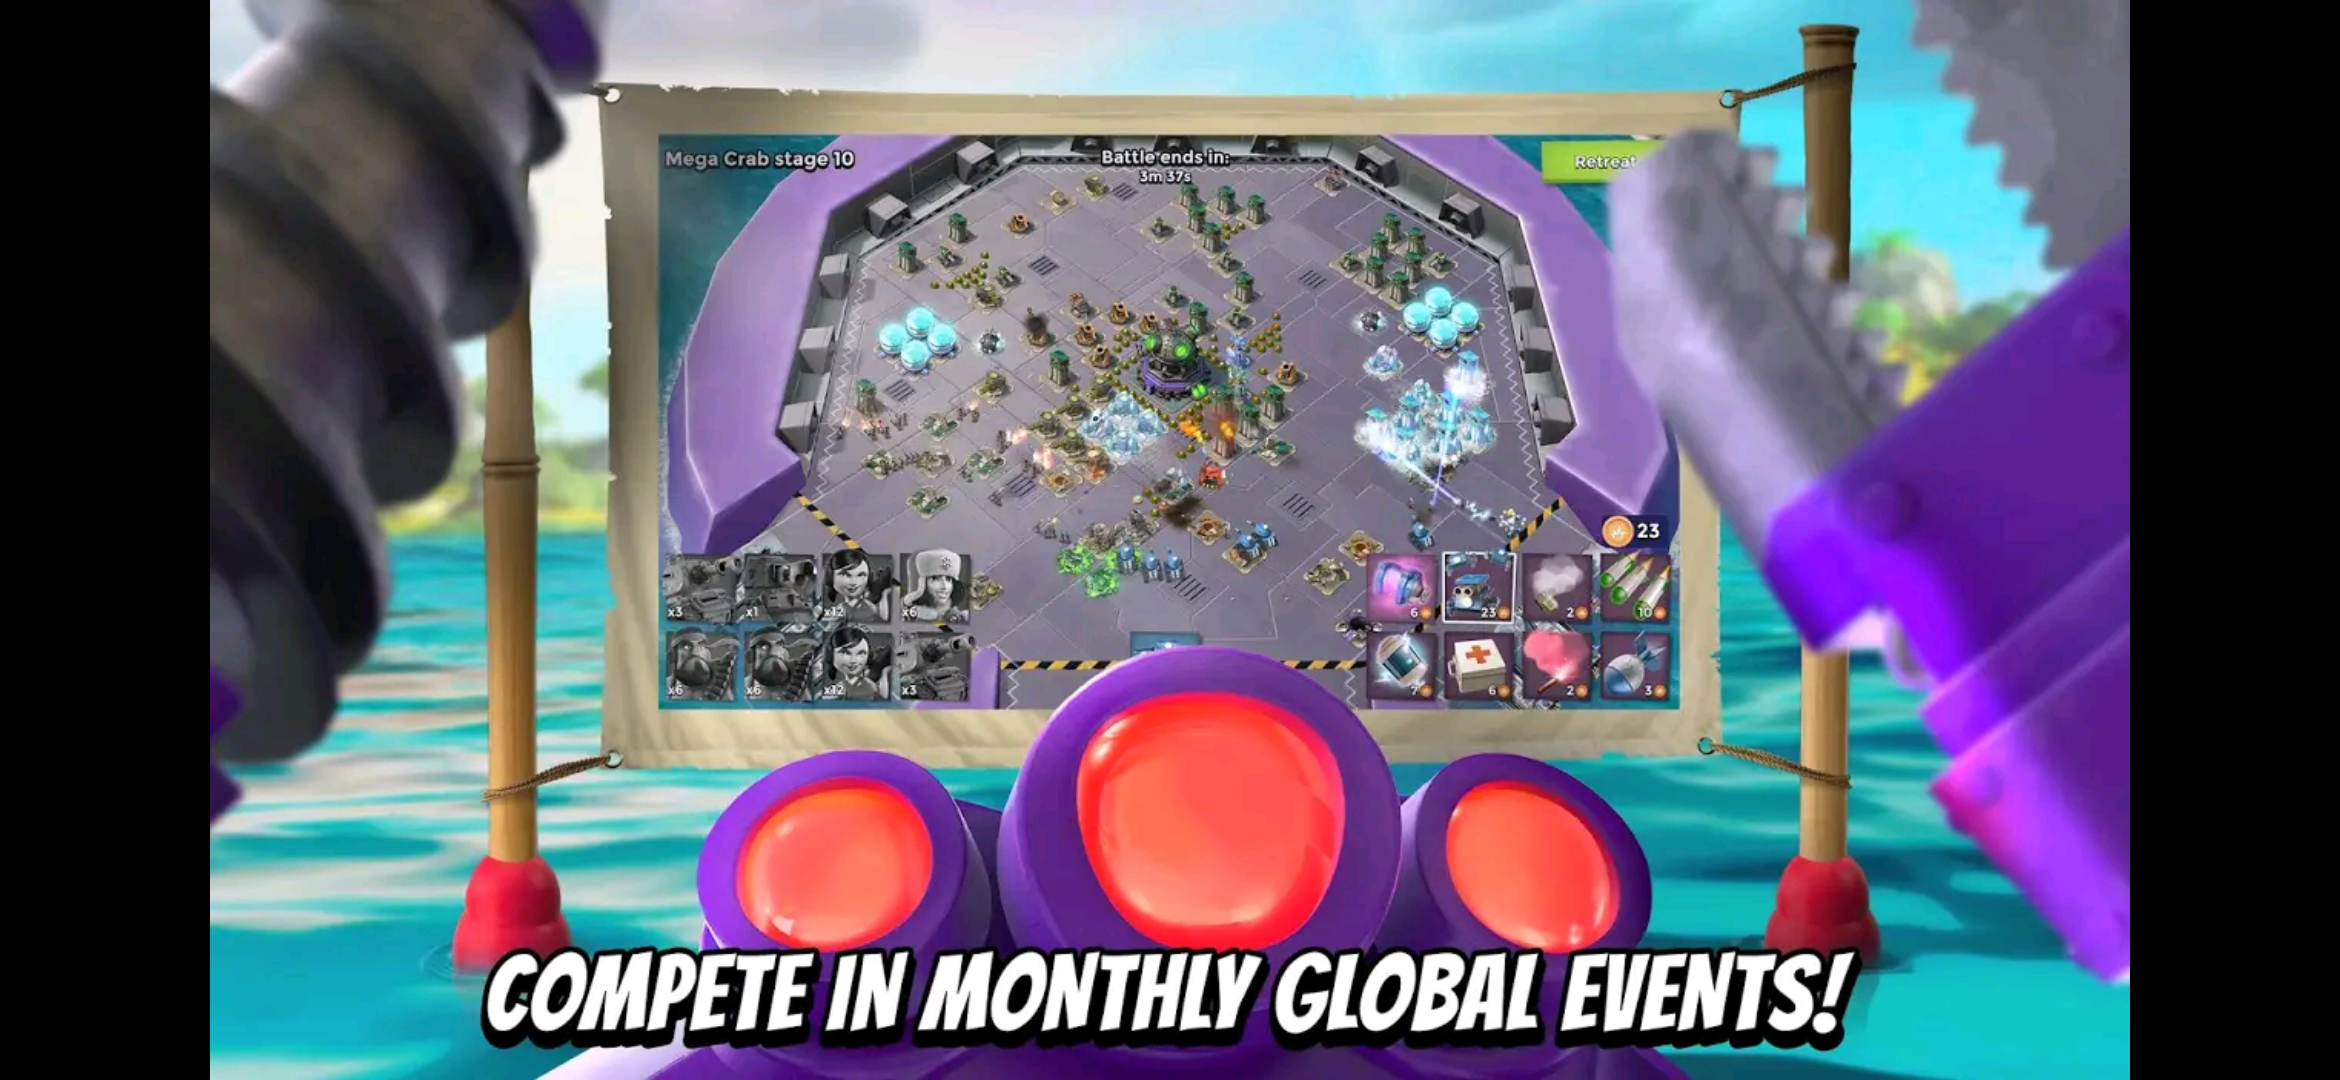 Mega Crab stage 10
Battle ends in:
3m 37s
Retreat
23
x3 x1 x12 x6
6 23 2 10
x6 x6 x12 x3
7 6 2 3
COMPETE IN MONTHLY GLOBAL EVENTS!